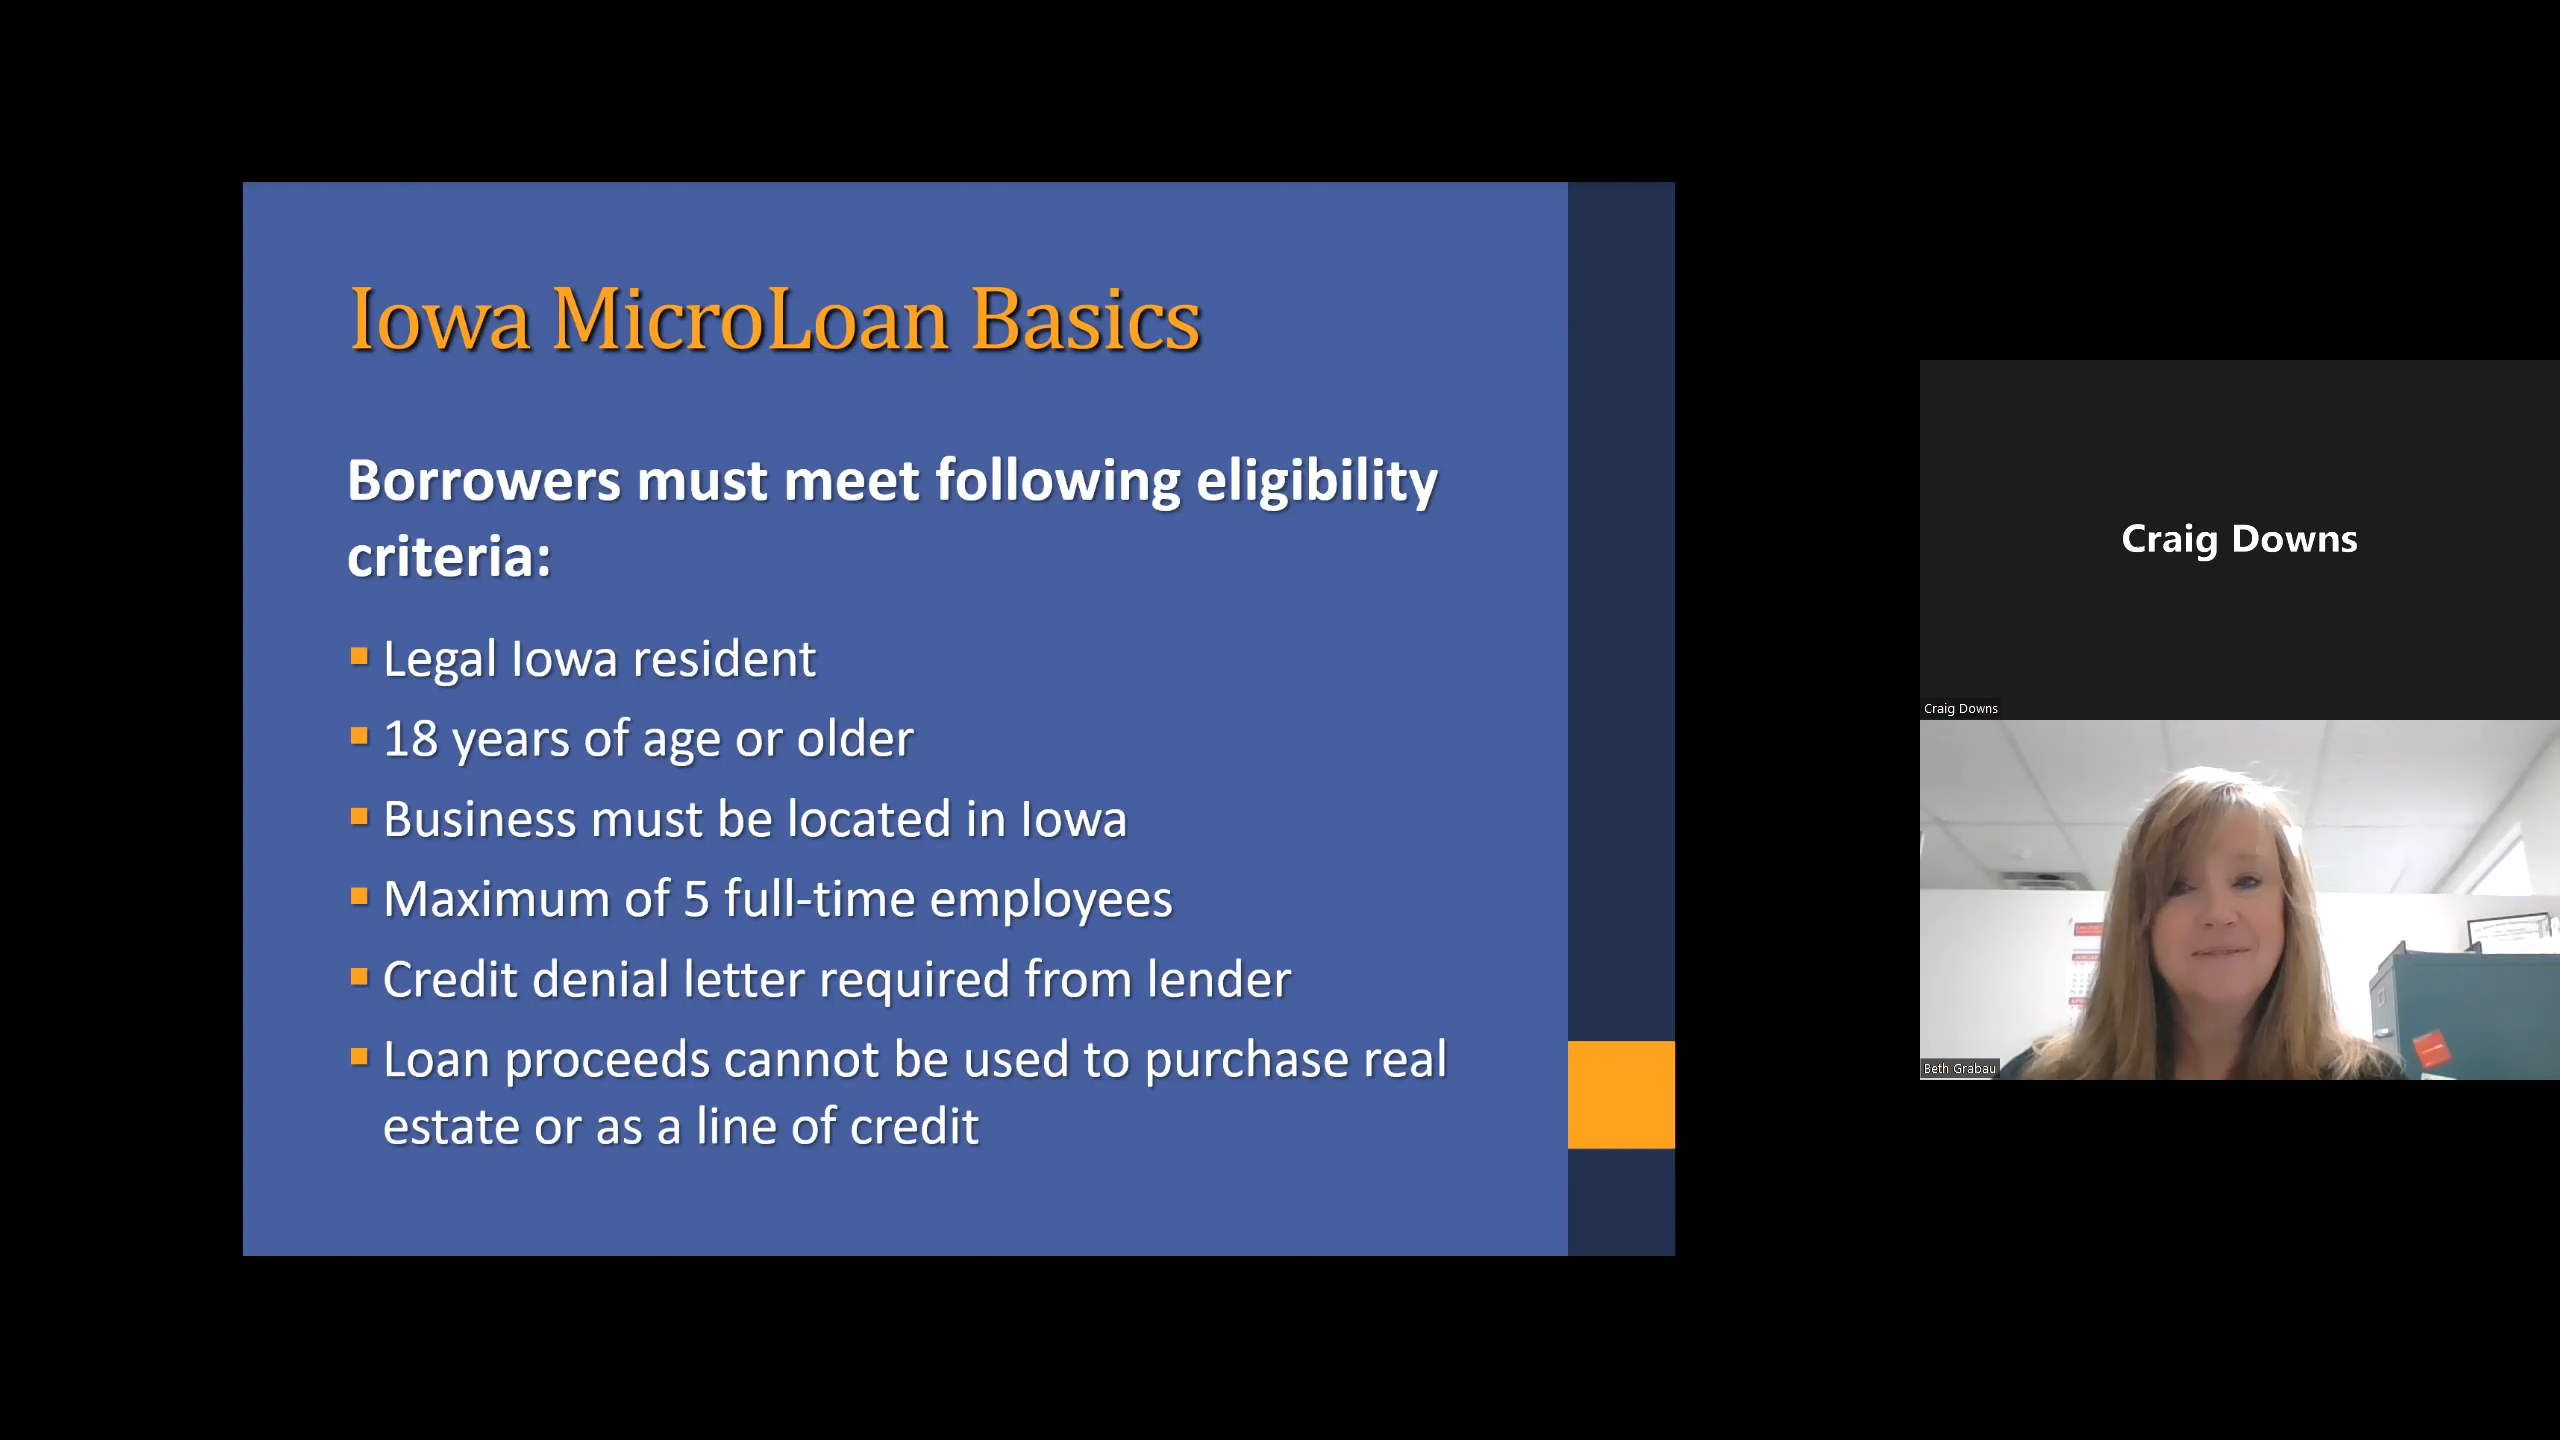 Iowa MicroLoan Basics
Borrowers must meet following eligibility
criteria:
Legal Iowa resident
18 years of age or older
Business must be located in Iowa
Maximum of 5 full-time employees
Credit denial letter required from lender
Loan proceeds cannot be used to purchase real
estate or as a line of credit
Craig Downs
Craig Downs
Beth Grabau